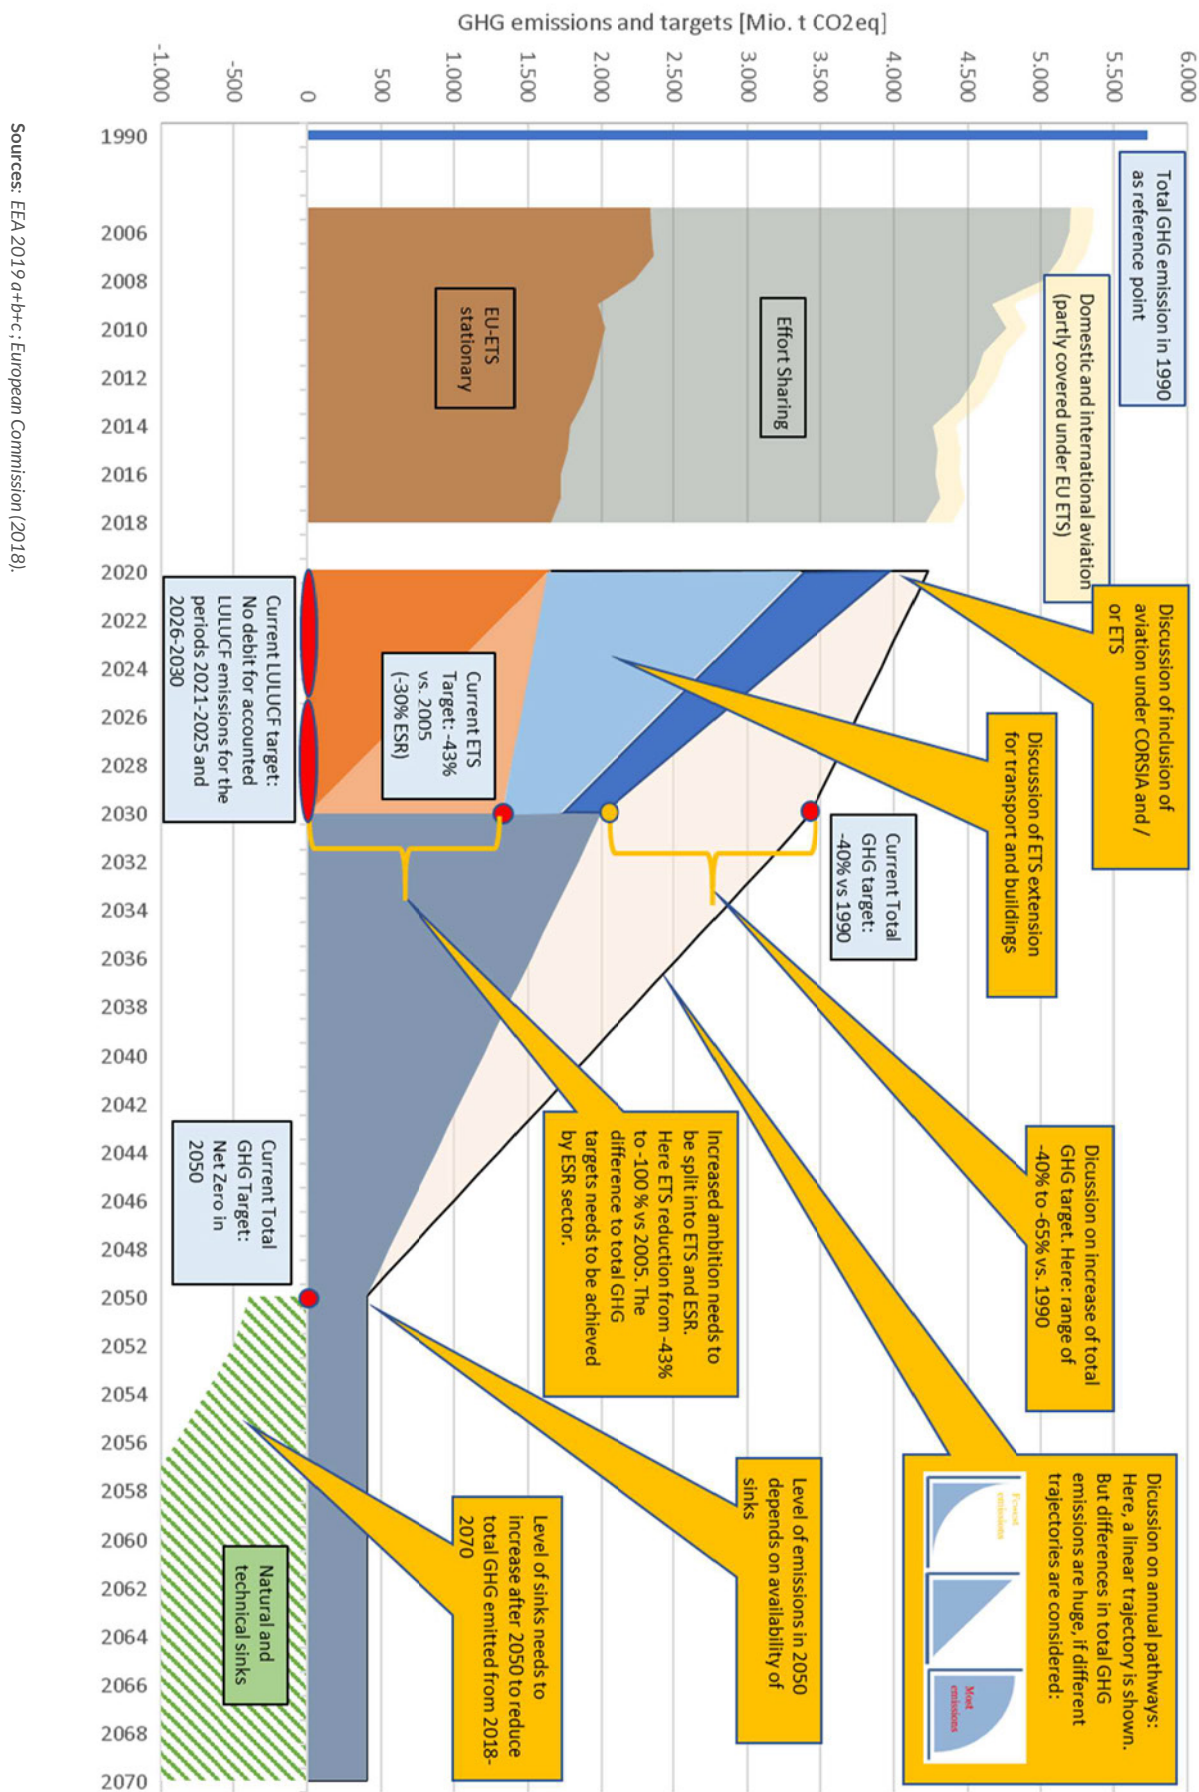 GHG emissions and targets [Mio. t CO2eq]
6.000
5.500
5.000
4.500
4.000
3.500
3.000
2.500
2.000
1.500
1.000
500
0
-500
-1.000
1990
2006
2008
2010
2012
2014
2016
2018
2020
2022
2024
2026
2028
2030
2032
2034
2036
2038
2040
2042
2044
2046
2048
2050
2052
2054
2056
2058
2060
2062
2064
2066
2068
2070
Total GHG emission in 1990
as reference point
Domestic and international aviation
(partly covered under EU ETS)
Effort Sharing
EU-ETS
stationary
Discussion of inclusion of
aviation under CORSIA and /
or ETS
Discussion of ETS extension
for transport and buildings
Current Total
GHG target:
-40% vs 1990
Current ETS
Target: -43%
vs. 2005
(-30% ESR)
Current LULUCF target:
No debit for accounted
LULUCF emissions for the
periods 2021-2025 and
2026-2030
Dicussion on increase of total
GHG target. Here: range of
-40% to -65% vs. 1990
Increased ambition needs to
be split into ETS and ESR.
Here ETS reduction from -43%
to -100 % vs 2005. The
difference to total GHG
targets needs to be achieved
by ESR sector.
Current Total
GHG Target:
Net Zero in
2050
Dicussion on annual pathways:
Here, a linear trajectory is shown.
But differences in total GHG
emissions are huge, if different
trajectories are considered:
Fewest
emissions
Most
emissions
Level of emissions in 2050
depends on availability of
sinks
Level of sinks needs to
increase after 2050 to reduce
total GHG emitted from 2018-
2070
Natural and
technical sinks
Sources: EEA 2019 a+b+c; European Commission (2018).